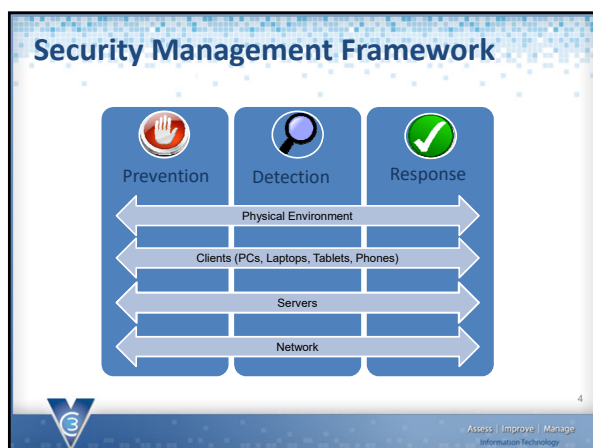 Security Management Framework
Prevention
Detection
Response
Physical Environment
Clients (PCs, Laptops, Tablets, Phones)
Servers
Network
4
3
Assess | Improve | Manage
Information Technology